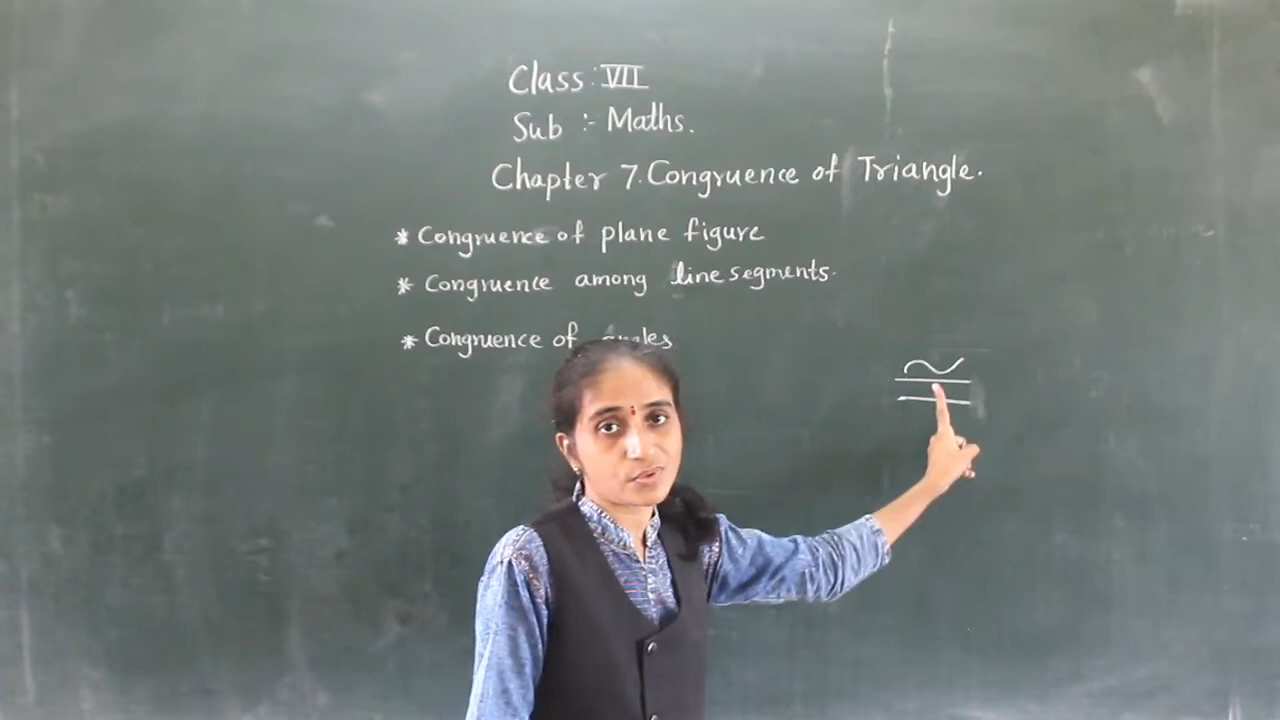 Class : VII
Sub :- Maths.
Chapter 7. Congruence of Triangle.
* Congruence of plane figure
* Congruence among line segments.
* Congruence of angles
≅